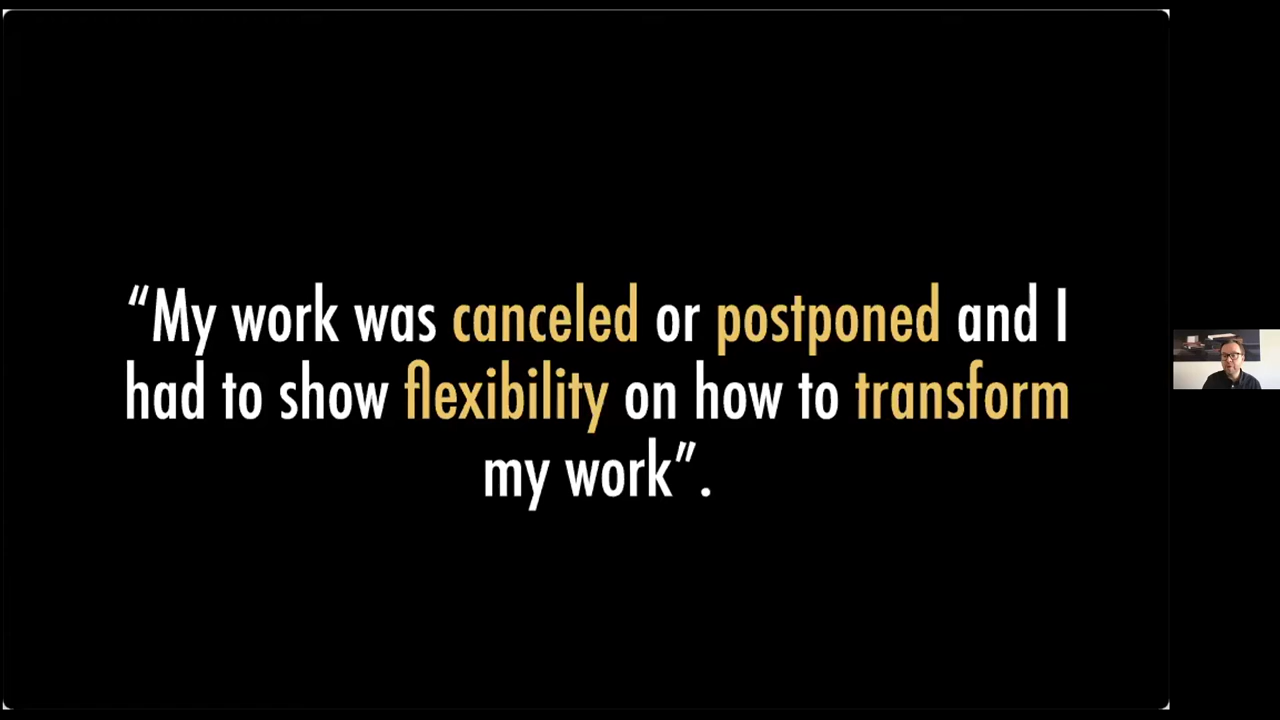 “My work was canceled or postponed and I
had to show flexibility on how to transform
my work”.